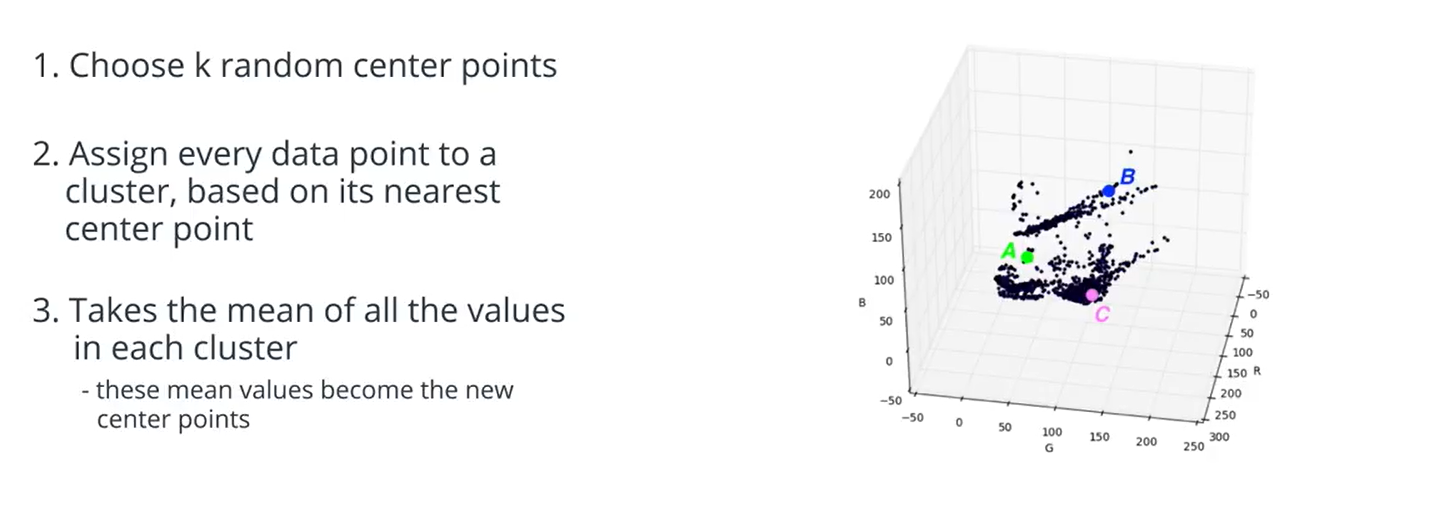 1. Choose k random center points
2. Assign every data point to a
cluster, based on its nearest
center point
3. Takes the mean of all the values
in each cluster
- these mean values become the new
center points
B
A
C
200
150
100
B
50
0
−50
−50
0
50
100
150
200
250
G
−50
0
50
100
150 R
200
250
300